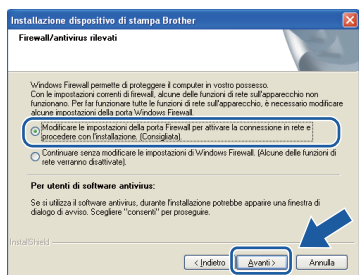 Installazione dispositivo di stampa Brother
Firewall/antivirus rilevati
Windows Firewall permette di proteggere il computer in vostro possesso.
Con le impostazioni correnti di firewall, alcune delle funzioni di rete sull'apparecchio non
funzionano. Per far funzionare tutte le funzioni di rete sull'apparecchio, è necessario modificare
alcune impostazioni della porta Windows Firewall.
Modificare le impostazioni della porta Firewall per attivare la connessione in rete e
procedere con l'installazione. (Consigliata).
Continuare senza modificare le impostazioni di Windows Firewall. (Alcune delle funzioni di
rete verranno disattivate).
Per utenti di software antivirus:
Se si utilizza il software antivirus, durante l'installazione potrebbe apparire una finestra di
dialogo di avviso. Scegliere "consenti" per proseguire.
InstallShield
< Indietro
Avanti >
Annulla